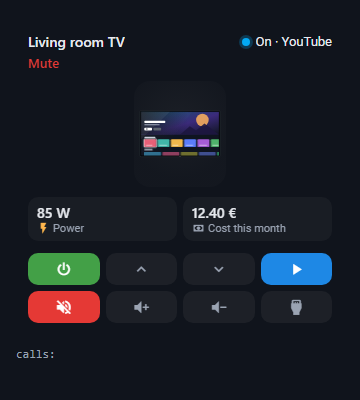 Living room TV
On · YouTube
Mute
85 W
Power
12.40 €
Cost this month
calls: